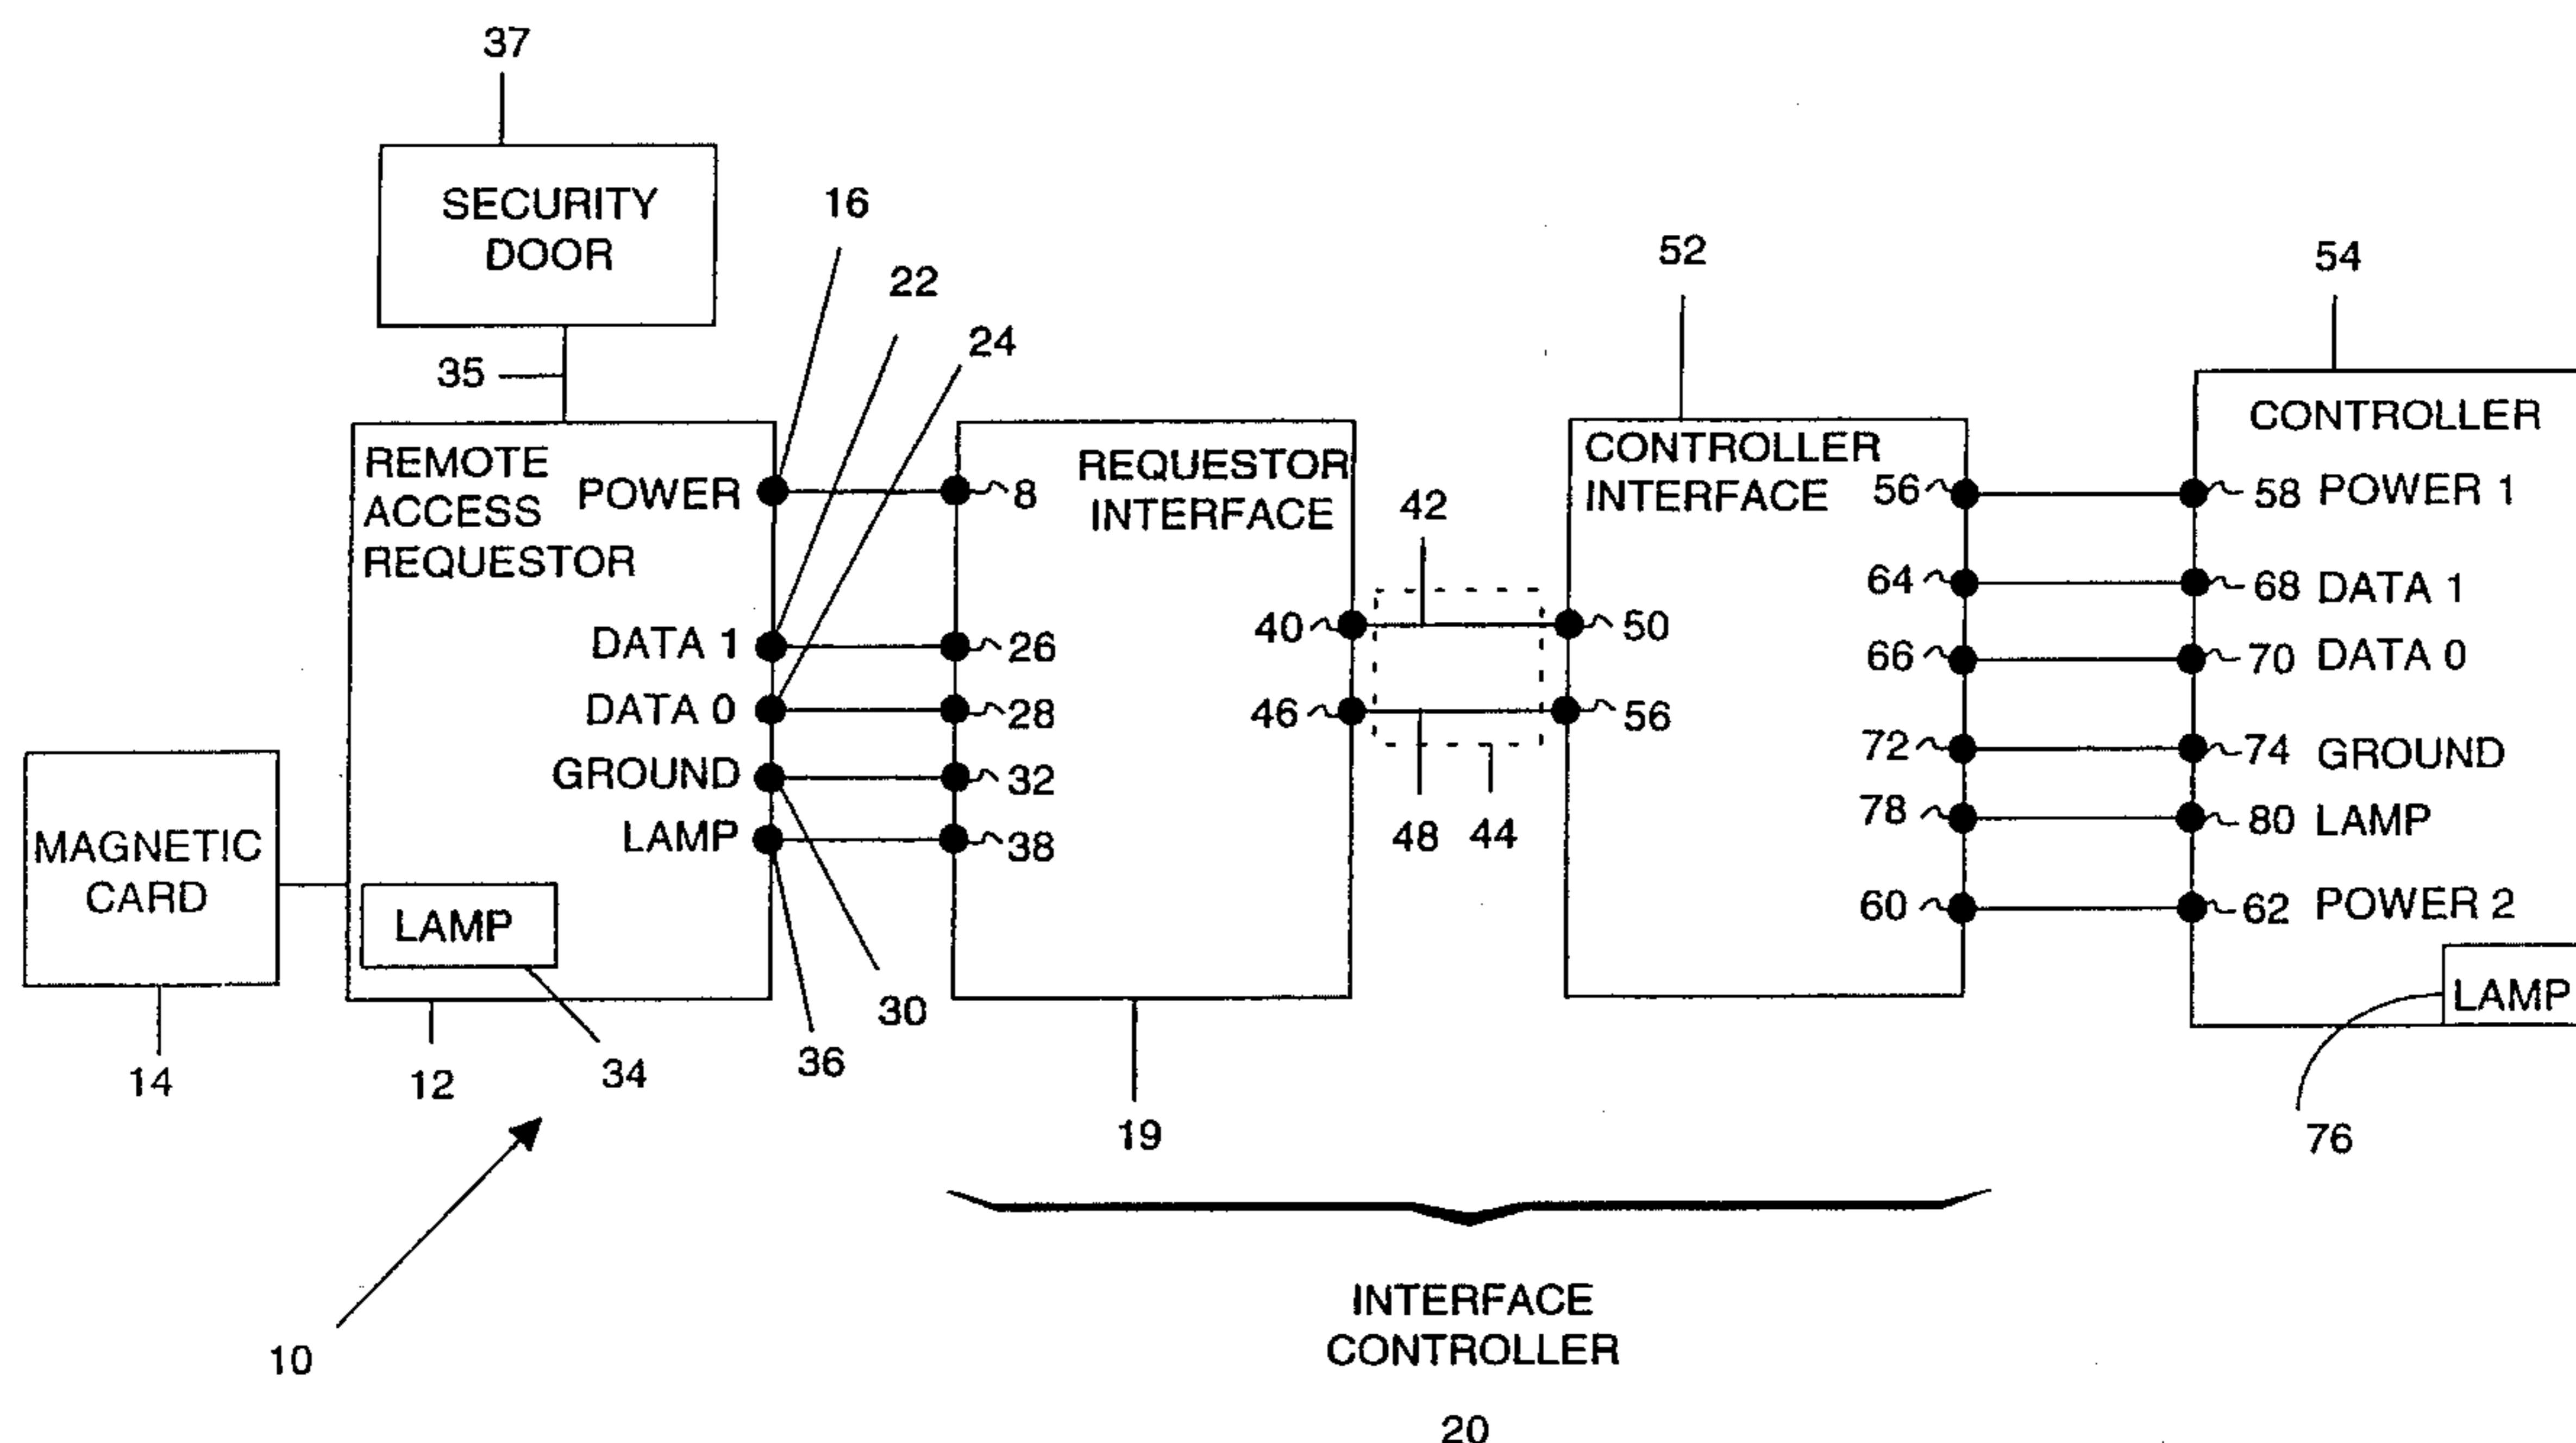 37
SECURITY
DOOR
35
16
22
24
52
54
REMOTE
ACCESS
REQUESTOR
POWER
DATA 1
DATA 0
GROUND
LAMP
LAMP
MAGNETIC
CARD
14
12
34
30
36
10
REQUESTOR
INTERFACE
8
26
28
32
38
40
46
19
42
48
44
CONTROLLER
INTERFACE
50
56
56
64
66
72
78
60
CONTROLLER
58 POWER 1
68 DATA 1
70 DATA 0
74 GROUND
80 LAMP
62 POWER 2
LAMP
76
INTERFACE
CONTROLLER
20